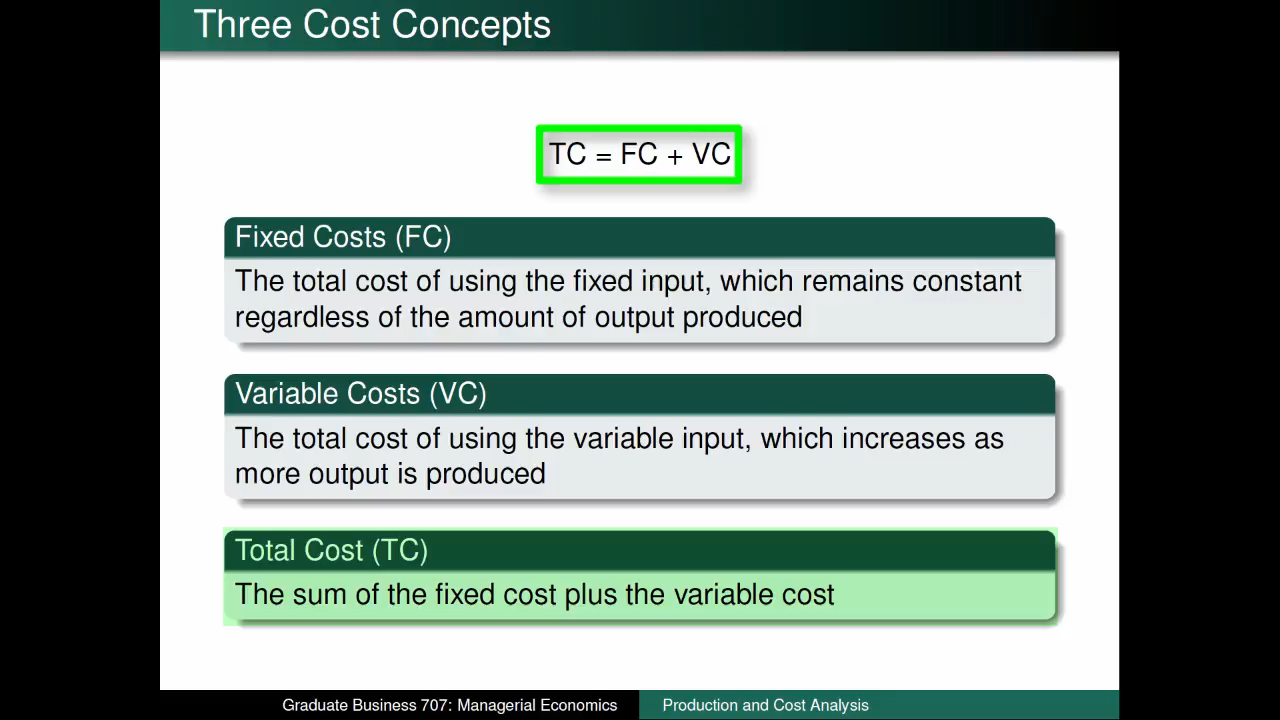 Three Cost Concepts
TC = FC + VC
Fixed Costs (FC)
The total cost of using the fixed input, which remains constant
regardless of the amount of output produced
Variable Costs (VC)
The total cost of using the variable input, which increases as
more output is produced
Total Cost (TC)
The sum of the fixed cost plus the variable cost
Graduate Business 707: Managerial Economics
Production and Cost Analysis